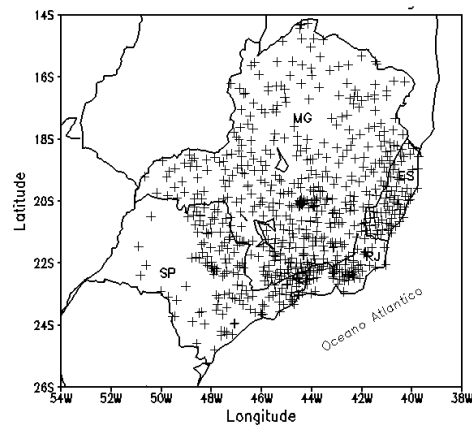 14S
16S
MG
18S
ES
Latitude
20S
RJ
22S
SP
24S
Oceano Atlantico
26S
54W 50W 48W 46W 44W 42W 40W 38W
Longitude